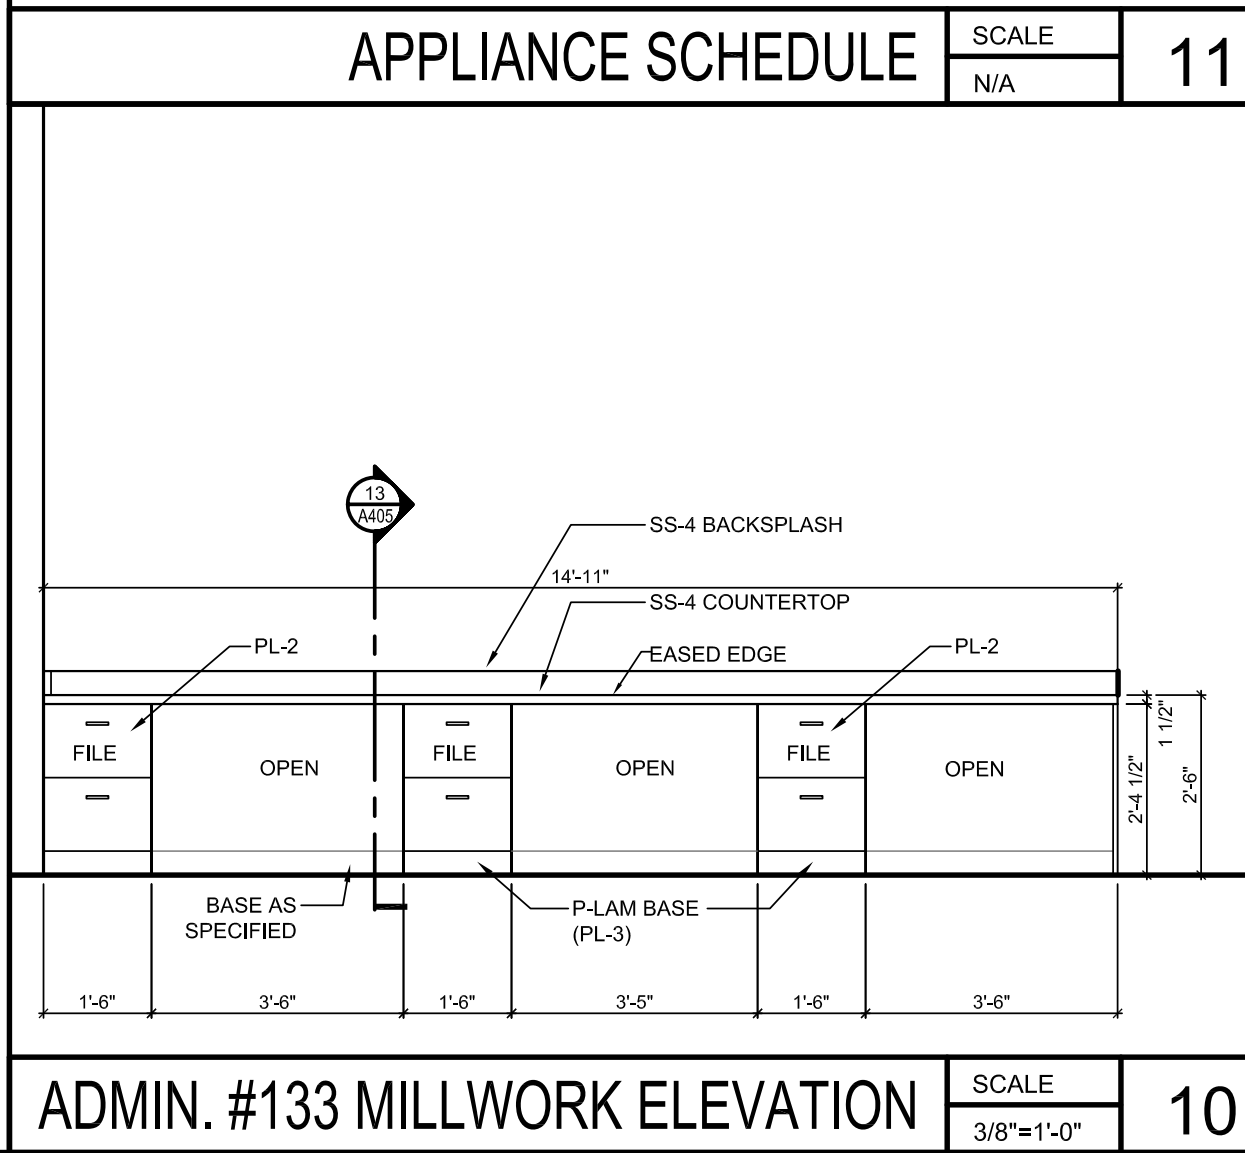 APPLIANCE SCHEDULE
SCALE
N/A
11
13
A405
SS-4 BACKSPLASH
14'-11"
SS-4 COUNTERTOP
PL-2
EASED EDGE
PL-2
FILE
OPEN
FILE
OPEN
FILE
OPEN
1 1/2"
2'-4 1/2"
2'-6"
BASE AS
SPECIFIED
P-LAM BASE
(PL-3)
1'-6"
3'-6"
1'-6"
3'-5"
1'-6"
3'-6"
ADMIN. #133 MILLWORK ELEVATION
SCALE
3/8"=1'-0"
10